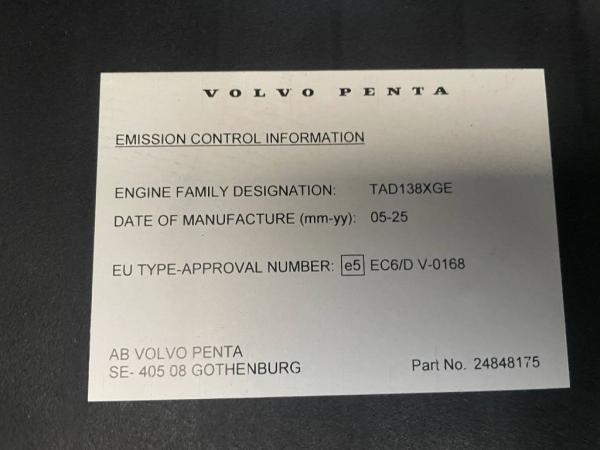 VOLVO PENTA
EMISSION CONTROL INFORMATION
ENGINE FAMILY DESIGNATION: TAD138XGE
DATE OF MANUFACTURE (mm-yy): 05-25
EU TYPE-APPROVAL NUMBER: e5 EC6/D V-0168
AB VOLVO PENTA
SE- 405 08 GOTHENBURG
Part No. 24848175